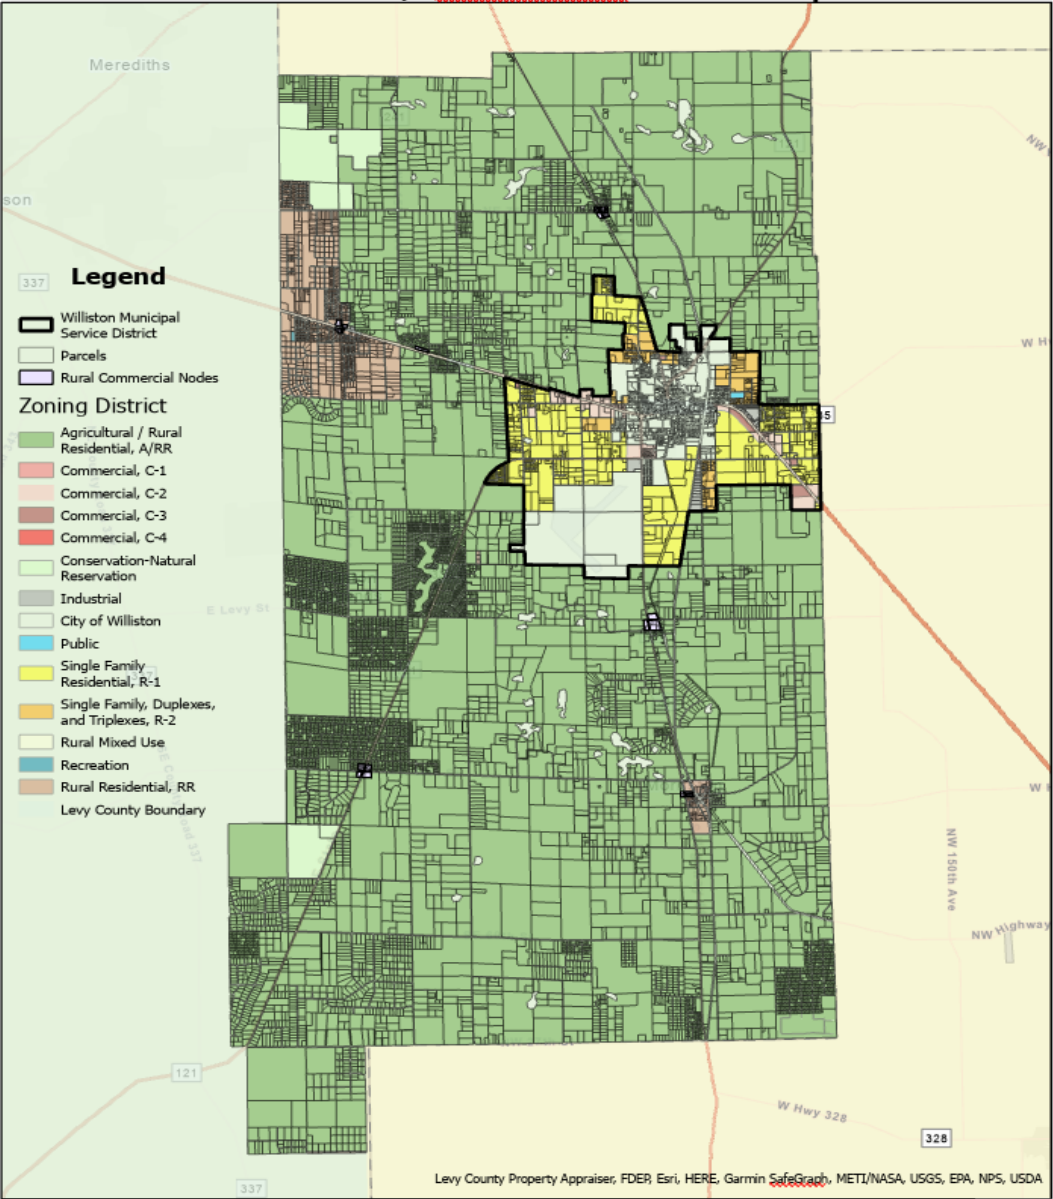 Merediths
son
337
Legend
Williston Municipal
Service District
Parcels
Rural Commercial Nodes
Zoning District
Agricultural / Rural
Residential, A/RR
Commercial, C-1
Commercial, C-2
Commercial, C-3
Commercial, C-4
Conservation-Natural
Reservation
Industrial
City of Williston
Public
Single Family
Residential, R-1
Single Family, Duplexes,
and Triplexes, R-2
Rural Mixed Use
Recreation
Rural Residential, RR
Levy County Boundary
E Levy St
NW
W H
W H
NW 150th Ave
NW Highway
121
W Hwy 328
328
337
Levy County Property Appraiser, FDEP, Esri, HERE, Garmin SafeGraph, METI/NASA, USGS, EPA, NPS, USDA